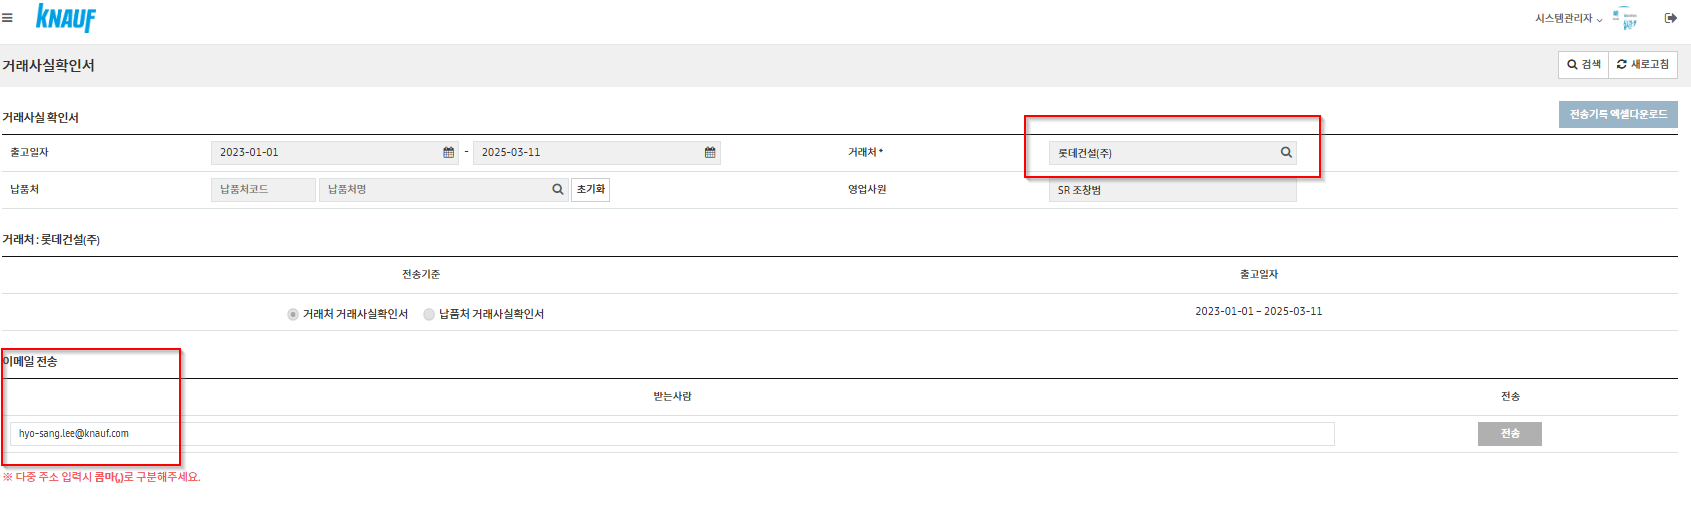 KNAUF
시스템관리자
거래사실확인서
검색 새로고침
거래사실 확인서
전송기록 엑셀다운로드
출고일자 2023-01-01 - 2025-03-11 거래처 * 롯데건설(주)
납품처 납품처코드 납품처명 초기화 영업사원 SR 조창범
거래처 : 롯데건설(주)
전송기준 출고일자
거래처 거래사실확인서 납품처 거래사실확인서 2023-01-01 ~ 2025-03-11
이메일 전송
받는사람 전송
hyo-sang.lee@knauf.com 전송
※ 다중 주소 입력시 콤마(,)로 구분해주세요.